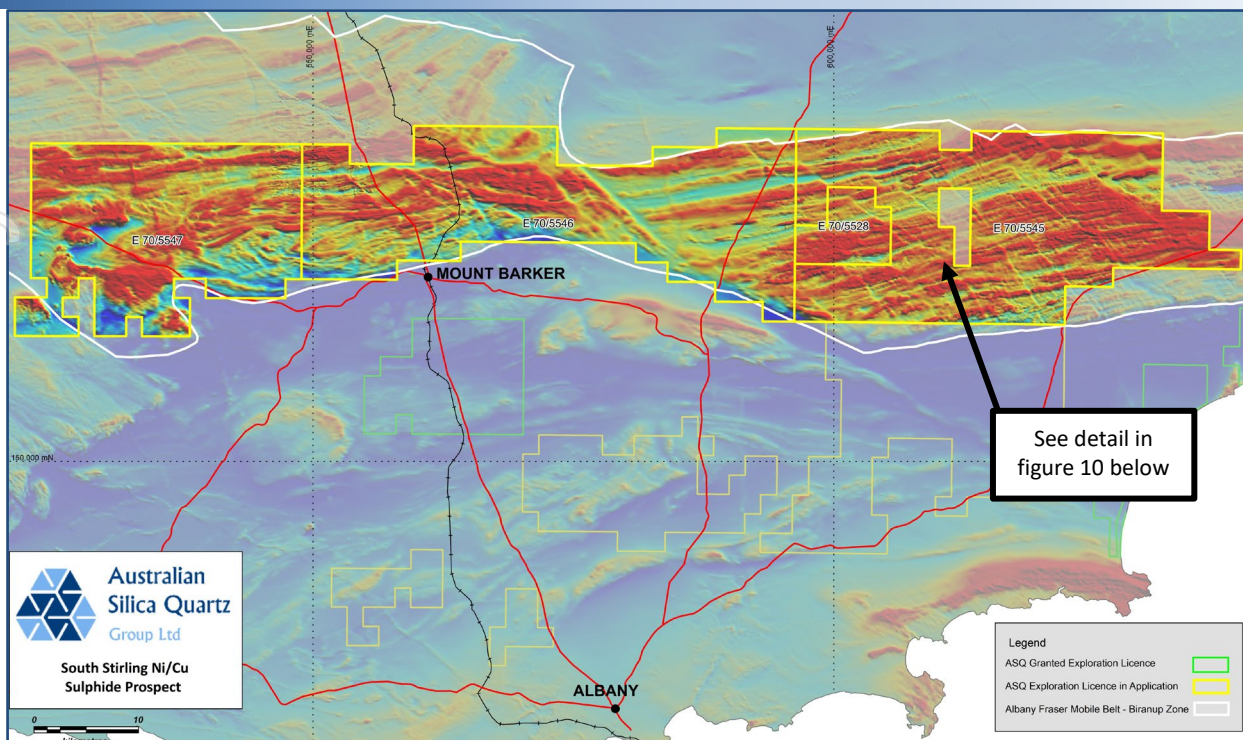 550,000 mE
600,000 mE
E 70/5547
E 70/5546
E 70/5528
E 70/5545
MOUNT BARKER
See detail in
figure 10 below
150,000 mN
Australian
Silica Quartz
Group Ltd
South Stirling Ni/Cu
Sulphide Prospect
0 10
kilometres
ALBANY
Legend
ASQ Granted Exploration Licence
ASQ Exploration Licence in Application
Albany Fraser Mobile Belt - Biranup Zone